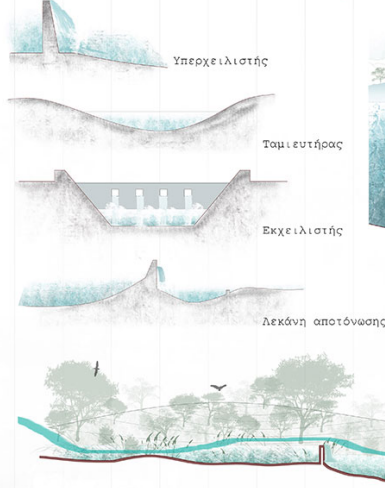 Υπερχειλιστής
Ταμιευτήρας
Εκχειλιστής
Λεκάνη αποτόνωσης